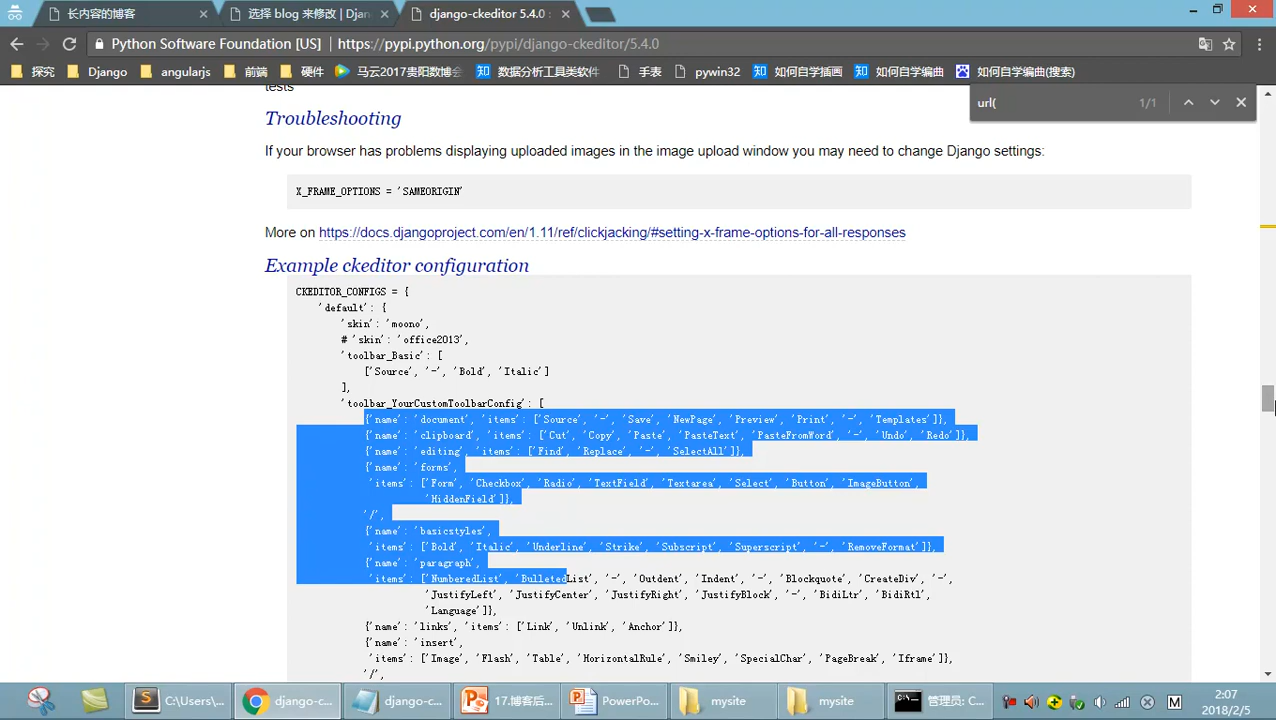 长内容的博客
选择 blog 来修改 | Djan
django-ckeditor 5.4.0 :
Python Software Foundation [US] https://pypi.python.org/pypi/django-ckeditor/5.4.0
探究 Django angularjs 前端 硬件 马云2017贵阳数博会 数据分析工具类软件 手表 pywin32 如何自学插画 如何自学编曲 如何自学编曲(搜索)
tests
url( 1/1
Troubleshooting
If your browser has problems displaying uploaded images in the image upload window you may need to change Django settings:
X_FRAME_OPTIONS = 'SAMEORIGIN'
More on https://docs.djangoproject.com/en/1.11/ref/clickjacking/#setting-x-frame-options-for-all-responses
Example ckeditor configuration
CKEDITOR_CONFIGS = {
'default': {
'skin': 'moono',
# 'skin': 'office2013',
'toolbar_Basic': [
['Source', '-', 'Bold', 'Italic']
],
'toolbar_YourCustomToolbarConfig': [
{'name': 'document', 'items': ['Source', '-', 'Save', 'NewPage', 'Preview', 'Print', '-', 'Templates']},
{'name': 'clipboard', 'items': ['Cut', 'Copy', 'Paste', 'PasteText', 'PasteFromWord', '-', 'Undo', 'Redo']},
{'name': 'editing', 'items': ['Find', 'Replace', '-', 'SelectAll']},
{'name': 'forms',
'items': ['Form', 'Checkbox', 'Radio', 'TextField', 'Textarea', 'Select', 'Button', 'ImageButton',
'HiddenField']},
'/',
{'name': 'basicstyles',
'items': ['Bold', 'Italic', 'Underline', 'Strike', 'Subscript', 'Superscript', '-', 'RemoveFormat']},
{'name': 'paragraph',
'items': ['NumberedList', 'BulletedList', '-', 'Outdent', 'Indent', '-', 'Blockquote', 'CreateDiv', '-',
'JustifyLeft', 'JustifyCenter', 'JustifyRight', 'JustifyBlock', '-', 'BidiLtr', 'BidiRtl',
'Language']},
{'name': 'links', 'items': ['Link', 'Unlink', 'Anchor']},
{'name': 'insert',
'items': ['Image', 'Flash', 'Table', 'HorizontalRule', 'Smiley', 'SpecialChar', 'PageBreak', 'Iframe']},
'/',
C:\Users\... django-c... django-c... 17.博客后... PowerPo... mysite mysite 管理员: C... M
2:07
2018/2/5